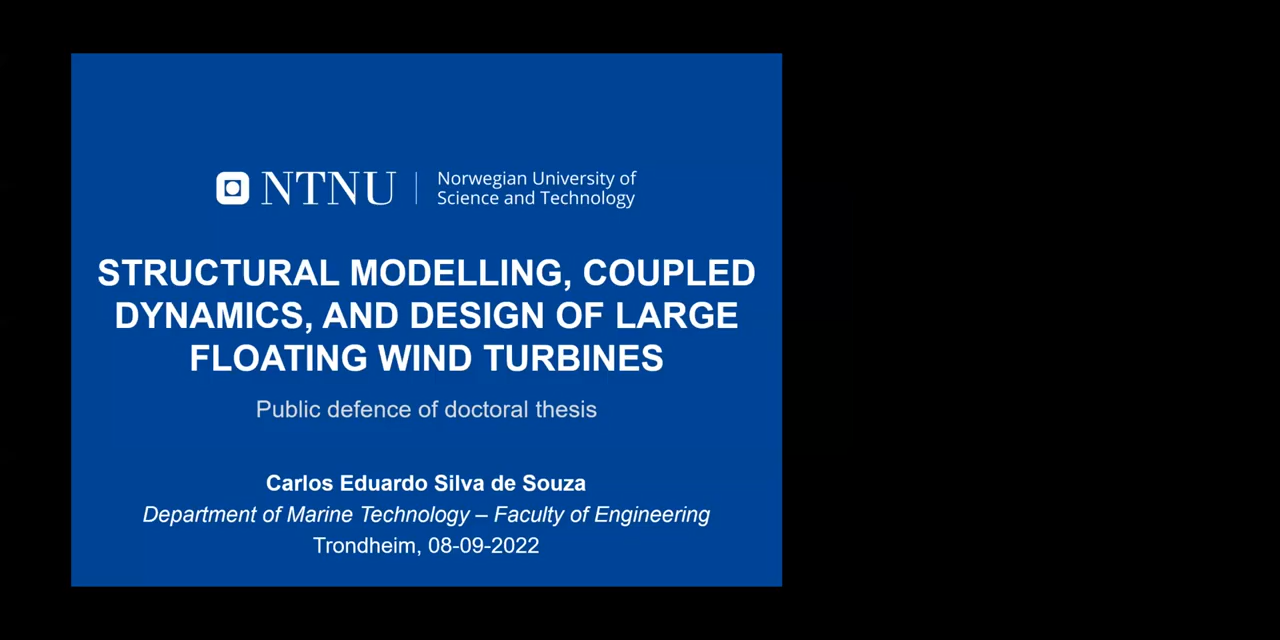 NTNU
Norwegian University of
Science and Technology
STRUCTURAL MODELLING, COUPLED
DYNAMICS, AND DESIGN OF LARGE
FLOATING WIND TURBINES
Public defence of doctoral thesis
Carlos Eduardo Silva de Souza
Department of Marine Technology – Faculty of Engineering
Trondheim, 08-09-2022